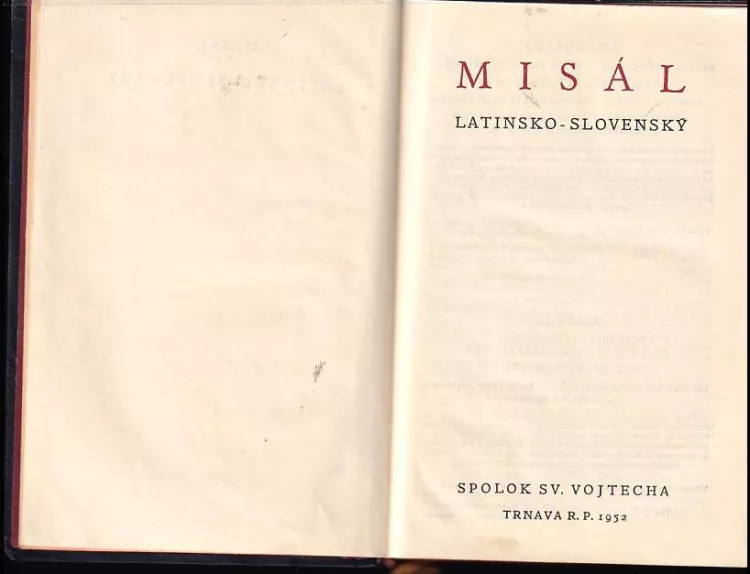 MISÁL
LATINSKO-SLOVENSKÝ
SPOLOK SV. VOJTECHA
TRNAVA R. P. 1952